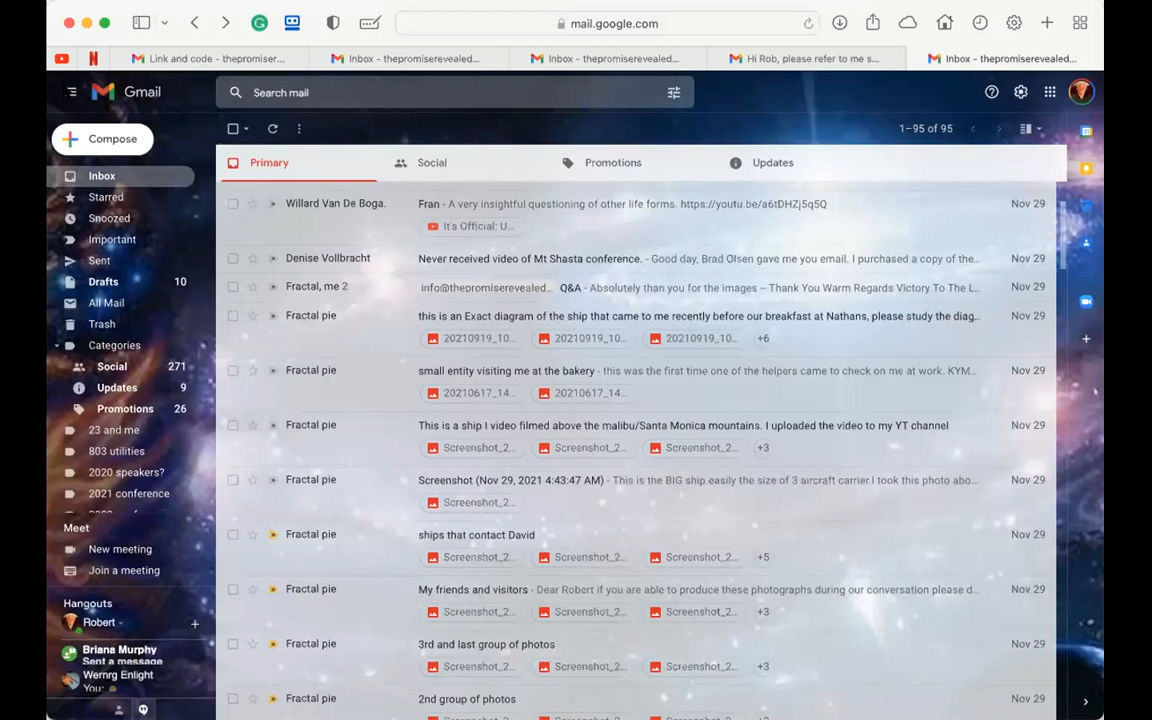 mail.google.com
Link and code - thepromiser...
Inbox - thepromiserevealed...
Inbox - thepromiserevealed...
Hi Rob, please refer to me s...
Inbox - thepromiserevealed...
Gmail
Search mail
Compose
1–95 of 95
Primary
Social
Promotions
Updates
Inbox
Starred
Snoozed
Important
Sent
Drafts 10
All Mail
Trash
Categories
Social 271
Updates 9
Promotions 26
23 and me
803 utilities
2020 speakers?
2021 conference
Meet
New meeting
Join a meeting
Hangouts
Robert
Briana Murphy
Sent a message
Wernrg Enlight
You:
Willard Van De Boga. Fran - A very insightful questioning of other life forms. https://youtu.be/a6tDHZj5q5Q Nov 29
It's Official: U...
Denise Vollbracht Never received video of Mt Shasta conference. - Good day, Brad Olsen gave me you email. I purchased a copy of the... Nov 29
Fractal, me 2 info@thepromiserevealed... Q&A - Absolutely than you for the images -- Thank You Warm Regards Victory To The L... Nov 29
Fractal pie this is an Exact diagram of the ship that came to me recently before our breakfast at Nathans, please study the diag... Nov 29
20210919_10... 20210919_10... 20210919_10... +6
Fractal pie small entity visiting me at the bakery - this was the first time one of the helpers came to check on me at work. KYM... Nov 29
20210617_14... 20210617_14...
Fractal pie This is a ship I video filmed above the malibu/Santa Monica mountains. I uploaded the video to my YT channel Nov 29
Screenshot_2... Screenshot_2... Screenshot_2... +3
Fractal pie Screenshot (Nov 29, 2021 4:43:47 AM) - This is the BIG ship.easily the size of 3 aircraft carrier.I took this photo abo... Nov 29
Screenshot_2...
Fractal pie ships that contact David Nov 29
Screenshot_2... Screenshot_2... Screenshot_2... +5
Fractal pie My friends and visitors - Dear Robert if you are able to produce these photographs during our conversation please d... Nov 29
Screenshot_2... Screenshot_2... Screenshot_2... +3
Fractal pie 3rd and last group of photos Nov 29
Screenshot_2... Screenshot_2... Screenshot_2... +3
Fractal pie 2nd group of photos Nov 29